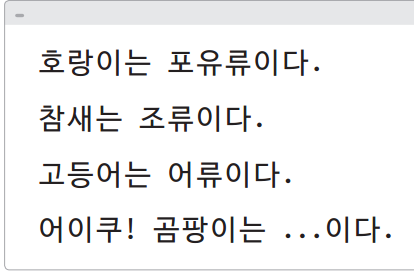 호랑이는 포유류이다.
참새는 조류이다.
고등어는 어류이다.
어이쿠! 곰팡이는 ...이다.